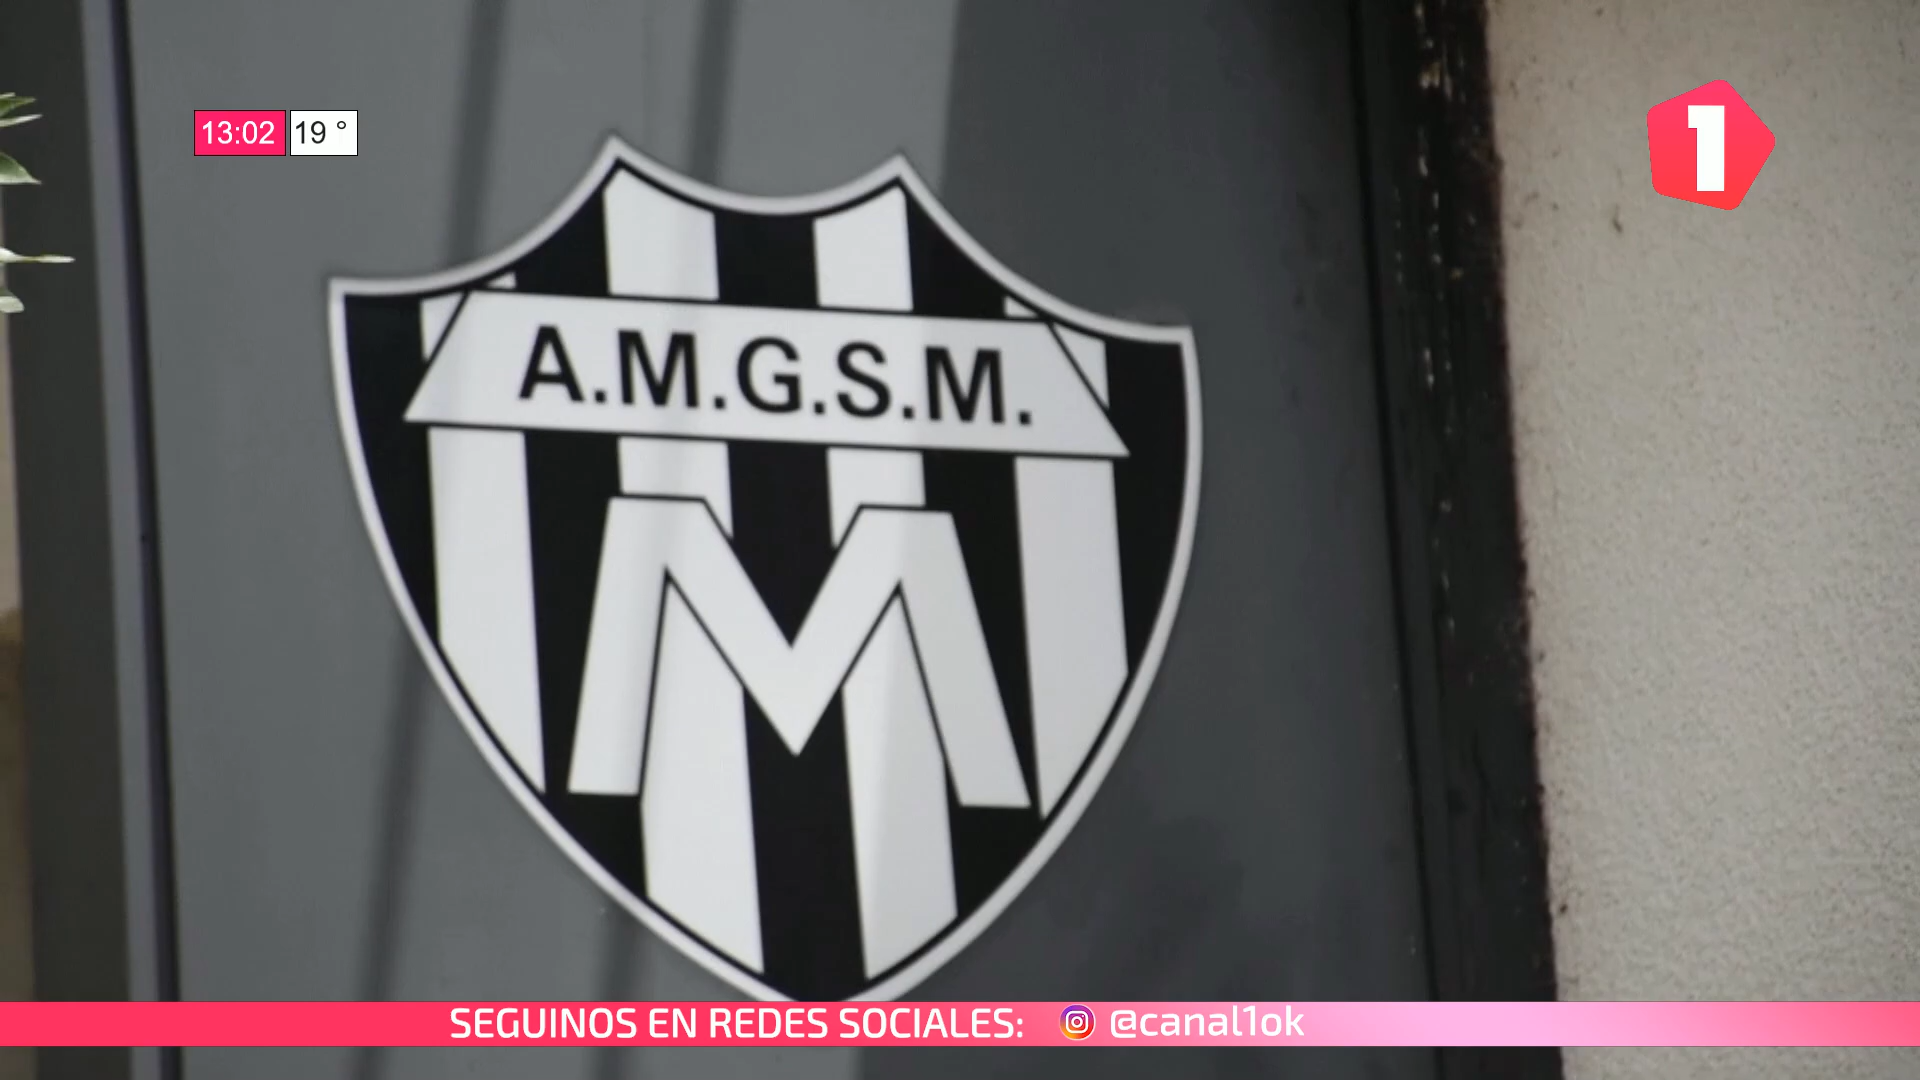 13:02 19 °
1
A.M.G.S.M.
M
SEGUINOS EN REDES SOCIALES: @canal1ok